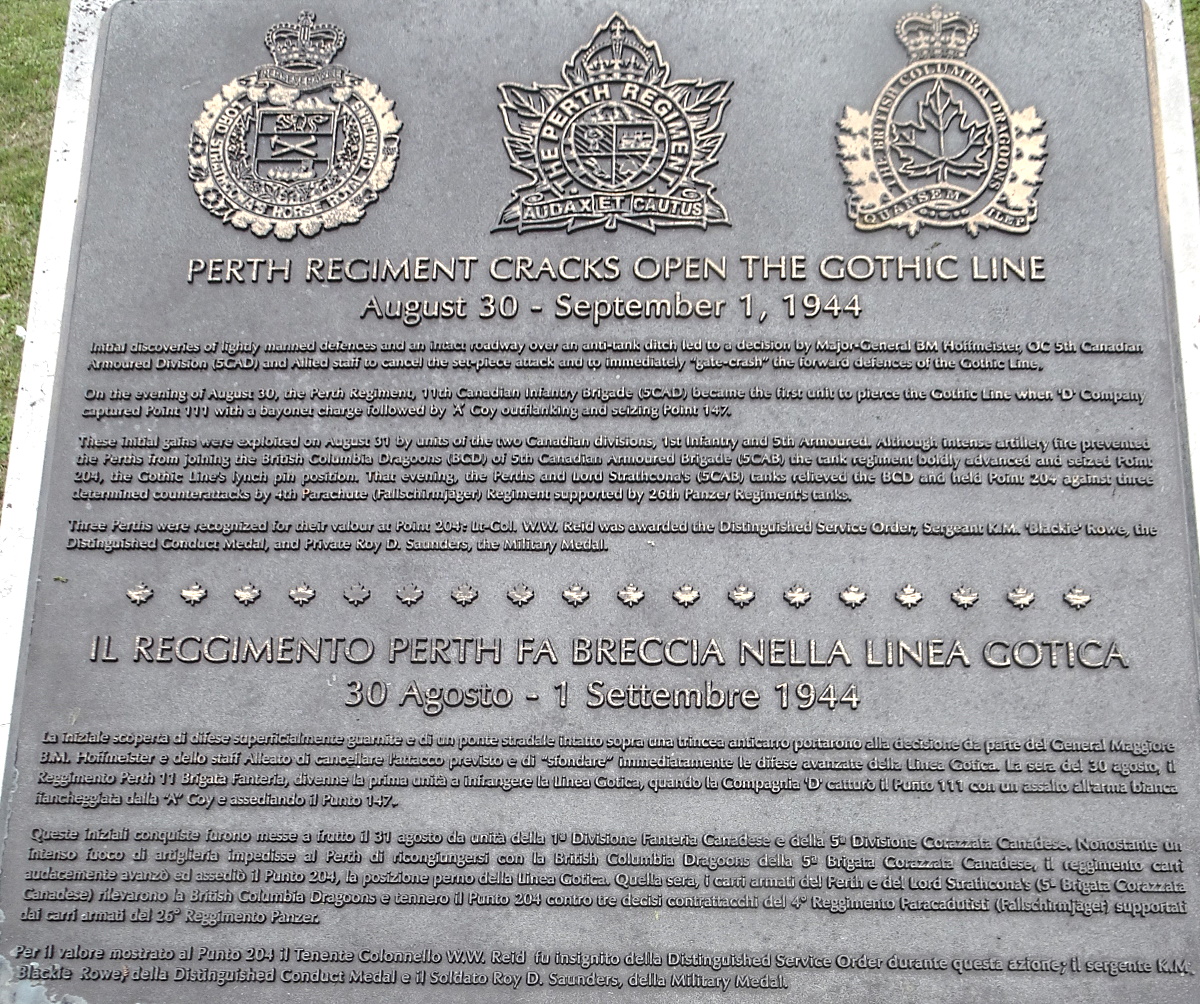 PERSEVERANCE
LORD STRATHCONA'S HORSE ROYAL CANADIANS
THE PERTH REGIMENT
AUDAX ET CAUTUS
THE BRITISH COLUMBIA DRAGOONS
QUANSEM ILEP
PERTH REGIMENT CRACKS OPEN THE GOTHIC LINE
August 30 - September 1, 1944
Initial discoveries of lightly manned defences and an intact roadway over an anti-tank ditch led to a decision by Major-General BM Hoffmeister, OC 5th Canadian
Armoured Division (5CAD) and Allied staff to cancel the set-piece attack and to immediately "gate-crash" the forward defences of the Gothic Line.
On the evening of August 30, the Perth Regiment, 11th Canadian Infantry Brigade (5CAD) became the first unit to pierce the Gothic Line when 'D' Company
captured Point 111 with a bayonet charge followed by 'A' Coy outflanking and seizing Point 147.
These initial gains were exploited on August 31 by units of the two Canadian divisions, 1st Infantry and 5th Armoured. Although intense artillery fire prevented
the Perths from joining the British Columbia Dragoons (BCD) of 5th Canadian Armoured Brigade (5CAB) the tank regiment boldly advanced and seized Point
204, the Gothic Line's lynch pin position. That evening, the Perths and Lord Strathcona's (5CAB) tanks relieved the BCD and held Point 204 against three
determined counterattacks by 4th Parachute (Fallschirmjäger) Regiment supported by 26th Panzer Regiment's tanks.
Three Perths were recognized for their valour at Point 204: Lt-Col. W.W. Reid was awarded the Distinguished Service Order, Sergeant K.M. 'Blackie' Rowe, the
Distinguished Conduct Medal, and Private Roy D. Saunders, the Military Medal.
IL REGGIMENTO PERTH FA BRECCIA NELLA LINEA GOTICA
30 Agosto - 1 Settembre 1944
La iniziale scoperta di difese superficialmente guarnite e di un ponte stradale intatto sopra una trincea anticarro portarono alla decisione da parte del General Maggiore
B.M. Hoffmeister e dello staff Alleato di cancellare l'attacco previsto e di "sfondare" immediatamente le difese avanzate della Linea Gotica. La sera del 30 agosto, il
Reggimento Perth 11 Brigata Fanteria, divenne la prima unità a infrangere la Linea Gotica, quando la Compagnia 'D' catturò il Punto 111 con un assalto all'arma bianca
fiancheggiata dalla "A" Coy e assediando il Punto 147.
Queste iniziali conquiste furono messe a frutto il 31 agosto da unità della 1ª Divisione Fanteria Canadese e della 5ª Divisione Corazzata Canadese. Nonostante un
intenso fuoco di artiglieria impedisse al Perth di ricongiungersi con la British Columbia Dragoons della 5ª Brigata Corazzata Canadese, il reggimento carri
audacemente avanzò ed assediò il Punto 204, la posizione perno della Linea Gotica. Quella sera, i carri armati del Perth e del Lord Strathcona's (5ª Brigata Corazzata
Canadese) rilevarono la British Columbia Dragoons e tennero il Punto 204 contro tre decisi contrattacchi del 4º Reggimento Paracadutisti (Fallschirmjäger) supportati
dai carri armati del 26º Reggimento Panzer.
Per il valore mostrato al Punto 204 il Tenente Colonnello W.W. Reid fu insignito della Distinguished Service Order durante questa azione; il sergente K.M.
Blackie Rowe, della Distinguished Conduct Medal e il Soldato Roy D. Saunders, della Military Medal.